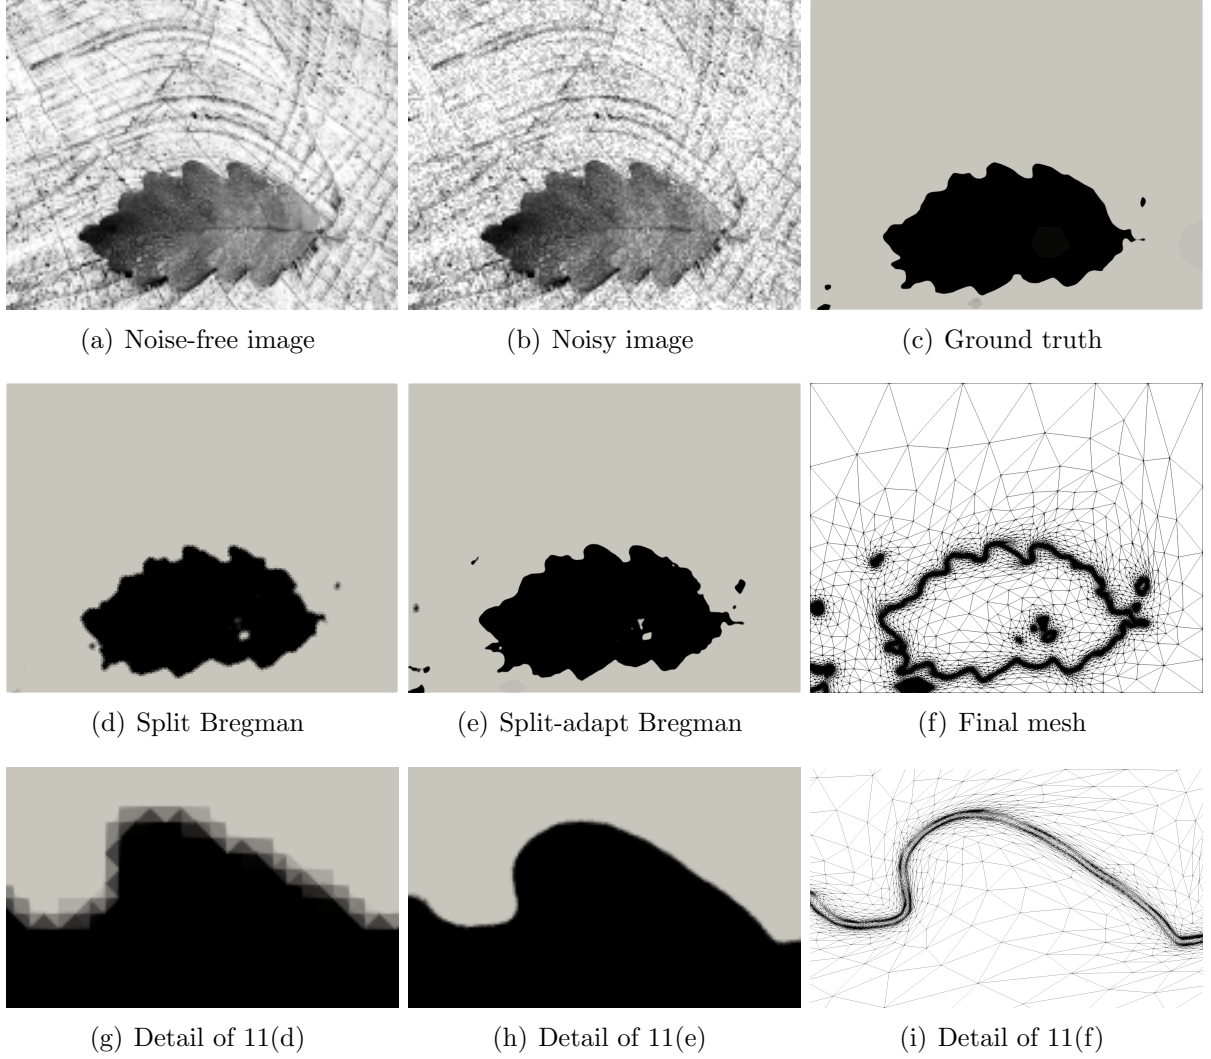 (a) Noise-free image
(b) Noisy image
(c) Ground truth
(d) Split Bregman
(e) Split-adapt Bregman
(f) Final mesh
(g) Detail of 11(d)
(h) Detail of 11(e)
(i) Detail of 11(f)